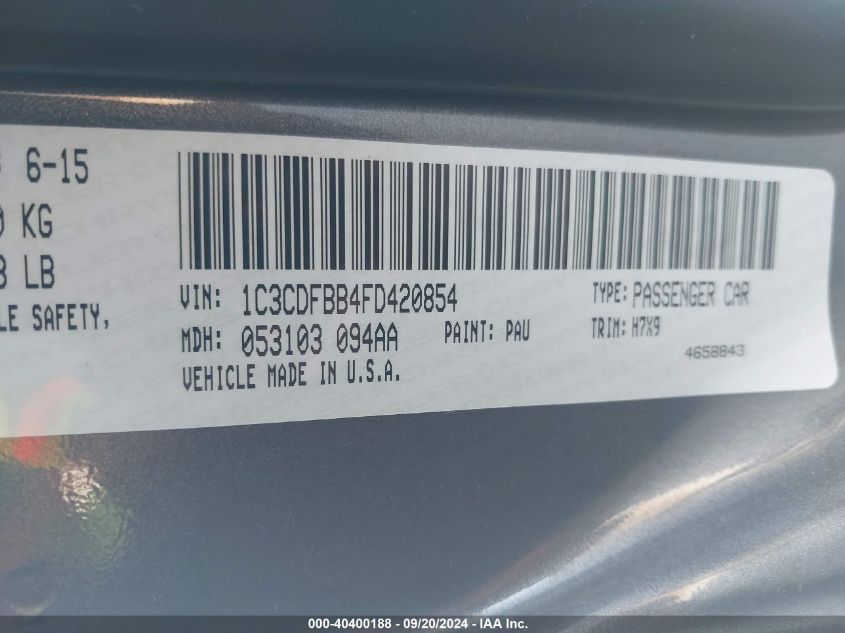 6-15
KG
LB
LE SAFETY,
VIN: 1C3CDFBB4FD420854 TYPE: PASSENGER CAR
MDH: 053103 094AA PAINT: PAU TRIM: H7X9
4658843
VEHICLE MADE IN U.S.A.
000-40400188 - 09/20/2024 - IAA Inc.